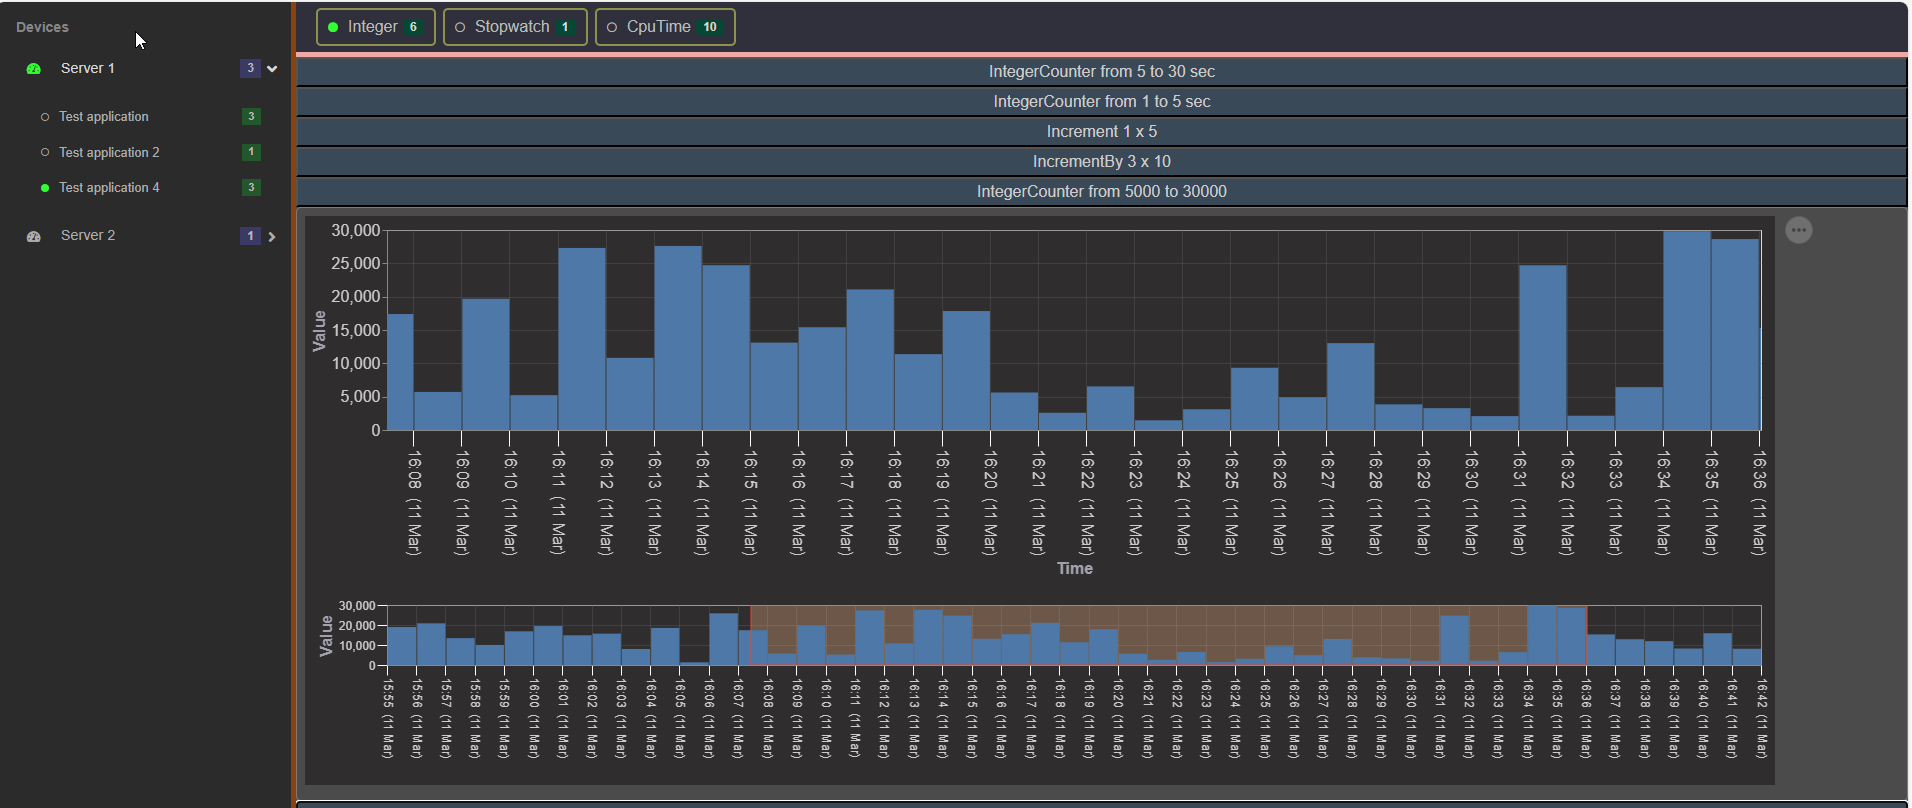 Devices
Server 1 3
Test application 3
Test application 2 1
Test application 4 3
Server 2 1
Integer 6 Stopwatch 1 CpuTime 10
IntegerCounter from 5 to 30 sec
IntegerCounter from 1 to 5 sec
Increment 1 x 5
IncrementBy 3 x 10
IntegerCounter from 5000 to 30000
30,000
25,000
20,000
15,000
10,000
5,000
0
Value
16:08 (11 Mar)
16:09 (11 Mar)
16:10 (11 Mar)
16:11 (11 Mar)
16:12 (11 Mar)
16:13 (11 Mar)
16:14 (11 Mar)
16:15 (11 Mar)
16:16 (11 Mar)
16:17 (11 Mar)
16:18 (11 Mar)
16:19 (11 Mar)
16:20 (11 Mar)
16:21 (11 Mar)
16:22 (11 Mar)
16:23 (11 Mar)
16:24 (11 Mar)
16:25 (11 Mar)
16:26 (11 Mar)
16:27 (11 Mar)
16:28 (11 Mar)
16:29 (11 Mar)
16:30 (11 Mar)
16:31 (11 Mar)
16:32 (11 Mar)
16:33 (11 Mar)
16:34 (11 Mar)
16:35 (11 Mar)
16:36 (11 Mar)
Time
30,000
20,000
10,000
0
Value
15:55 (11 Mar)
15:56 (11 Mar)
15:57 (11 Mar)
15:58 (11 Mar)
15:59 (11 Mar)
16:00 (11 Mar)
16:01 (11 Mar)
16:02 (11 Mar)
16:03 (11 Mar)
16:04 (11 Mar)
16:05 (11 Mar)
16:06 (11 Mar)
16:07 (11 Mar)
16:08 (11 Mar)
16:09 (11 Mar)
16:10 (11 Mar)
16:11 (11 Mar)
16:12 (11 Mar)
16:13 (11 Mar)
16:14 (11 Mar)
16:15 (11 Mar)
16:16 (11 Mar)
16:17 (11 Mar)
16:18 (11 Mar)
16:19 (11 Mar)
16:20 (11 Mar)
16:21 (11 Mar)
16:22 (11 Mar)
16:23 (11 Mar)
16:24 (11 Mar)
16:25 (11 Mar)
16:26 (11 Mar)
16:27 (11 Mar)
16:28 (11 Mar)
16:29 (11 Mar)
16:30 (11 Mar)
16:31 (11 Mar)
16:32 (11 Mar)
16:33 (11 Mar)
16:34 (11 Mar)
16:35 (11 Mar)
16:36 (11 Mar)
16:37 (11 Mar)
16:38 (11 Mar)
16:39 (11 Mar)
16:40 (11 Mar)
16:41 (11 Mar)
16:42 (11 Mar)